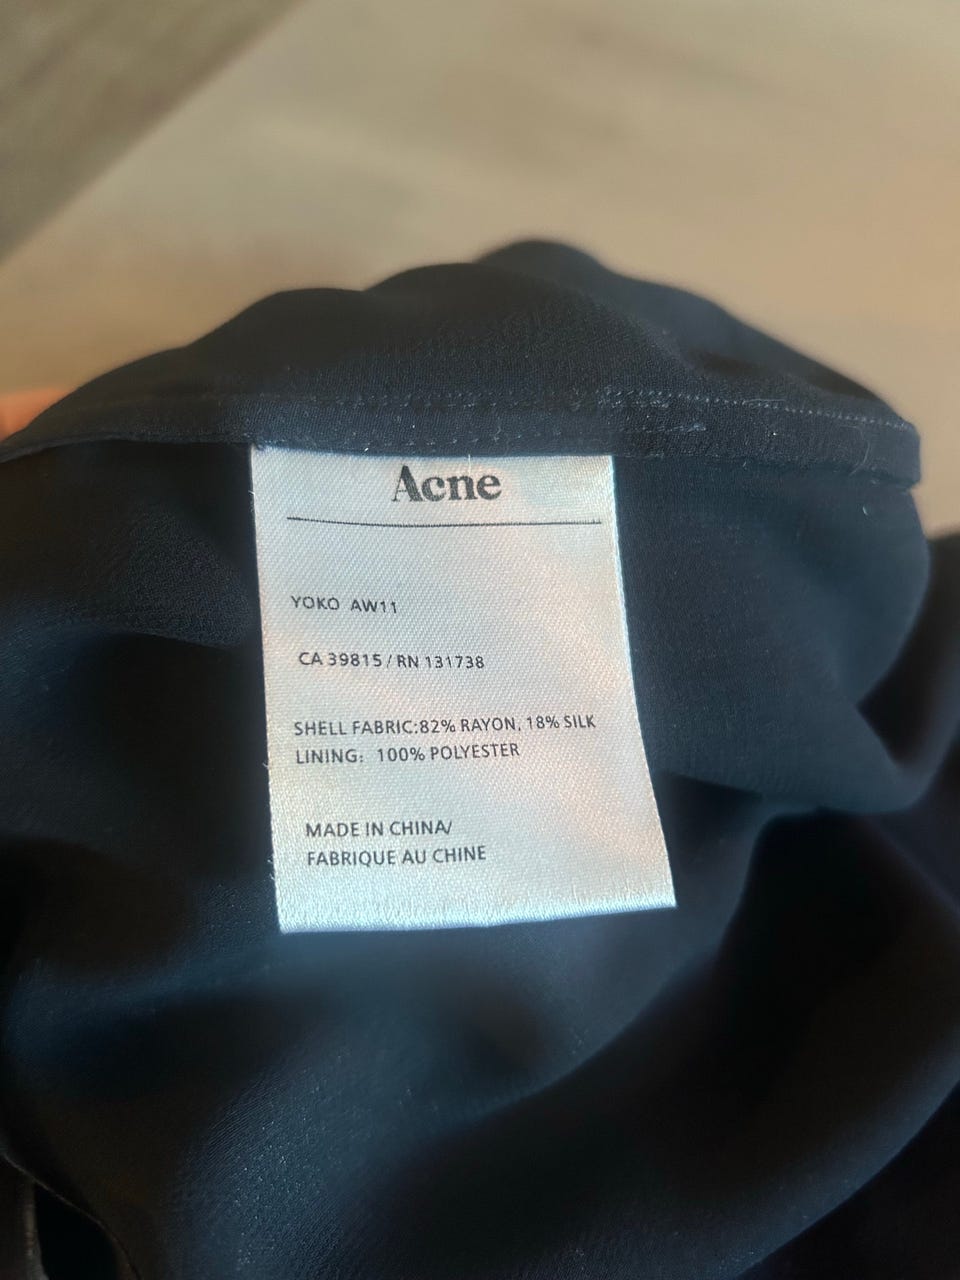 Acne
YOKO AW11
CA 39815 / RN 131738
SHELL FABRIC:82% RAYON, 18% SILK
LINING: 100% POLYESTER
MADE IN CHINA/
FABRIQUE AU CHINE